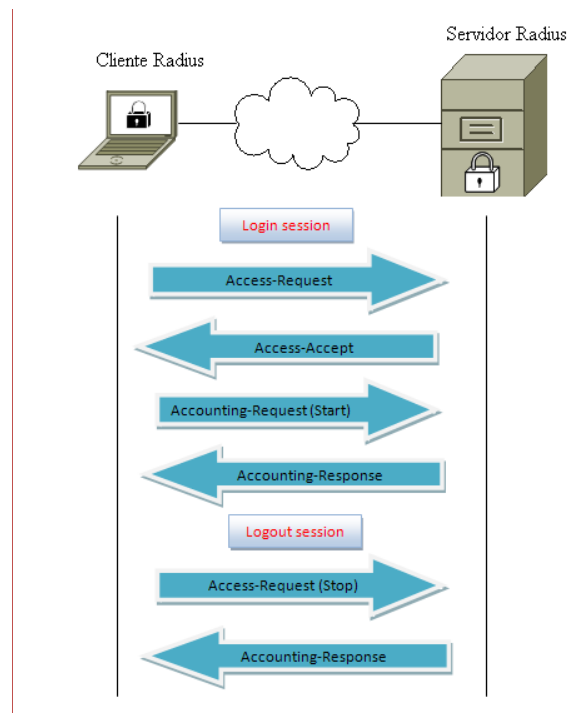 Servidor Radius
Cliente Radius
Login session
Access-Request
Access-Accept
Accounting-Request (Start)
Accounting-Response
Logout session
Access-Request (Stop)
Accounting-Response